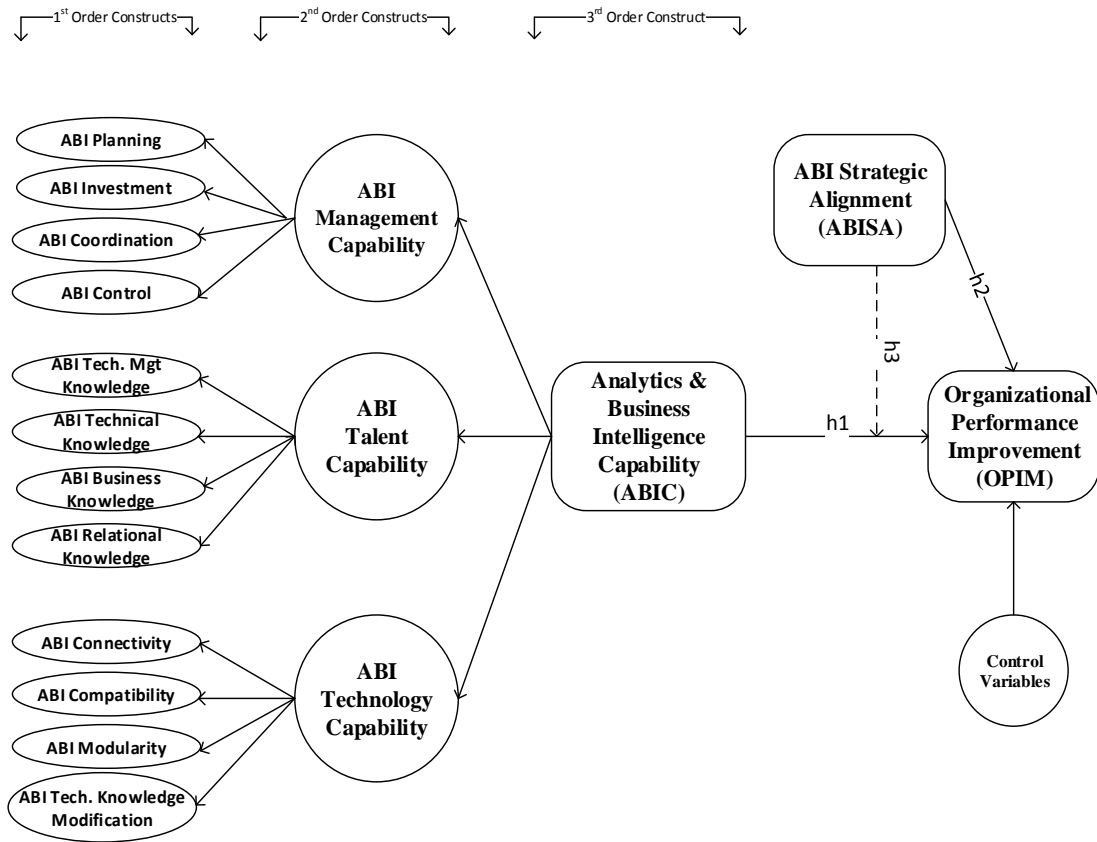 1st Order Constructs
2nd Order Constructs
3rd Order Construct
ABI Planning
ABI Investment
ABI Coordination
ABI Control
ABI Management
Capability
ABI Tech. Mgt
Knowledge
ABI Technical
Knowledge
ABI Business
Knowledge
ABI Relational
Knowledge
ABI
Talent
Capability
ABI Connectivity
ABI Compatibility
ABI Modularity
ABI Tech. Knowledge
Modification
ABI
Technology
Capability
Analytics &
Business
Intelligence
Capability
(ABIC)
ABI Strategic
Alignment
(ABISA)
h1
h2
h3
Organizational
Performance
Improvement
(OPIM)
Control
Variables